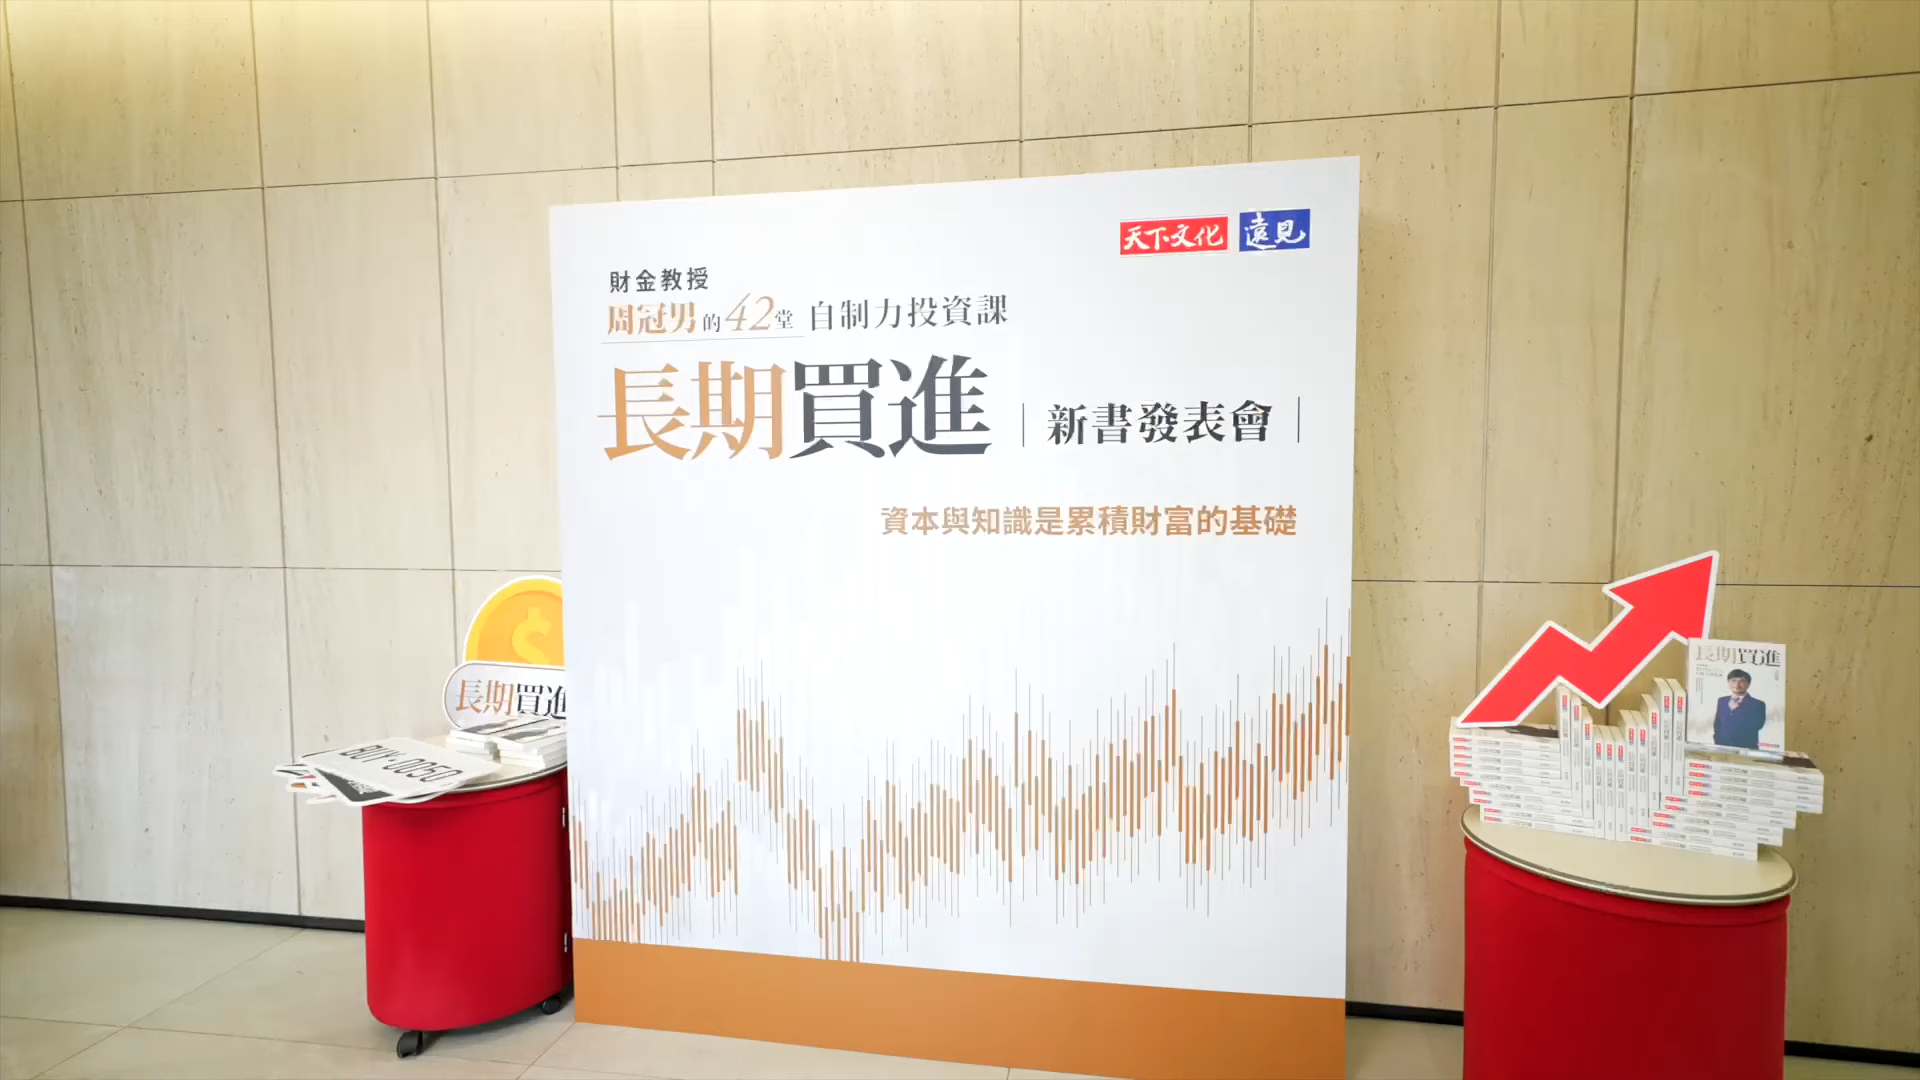 天下文化 遠見
財金教授
周冠男的42堂 自制力投資課
長期買進 新書發表會
資本與知識是累積財富的基礎
長期買進
BUY 0050
長期買進